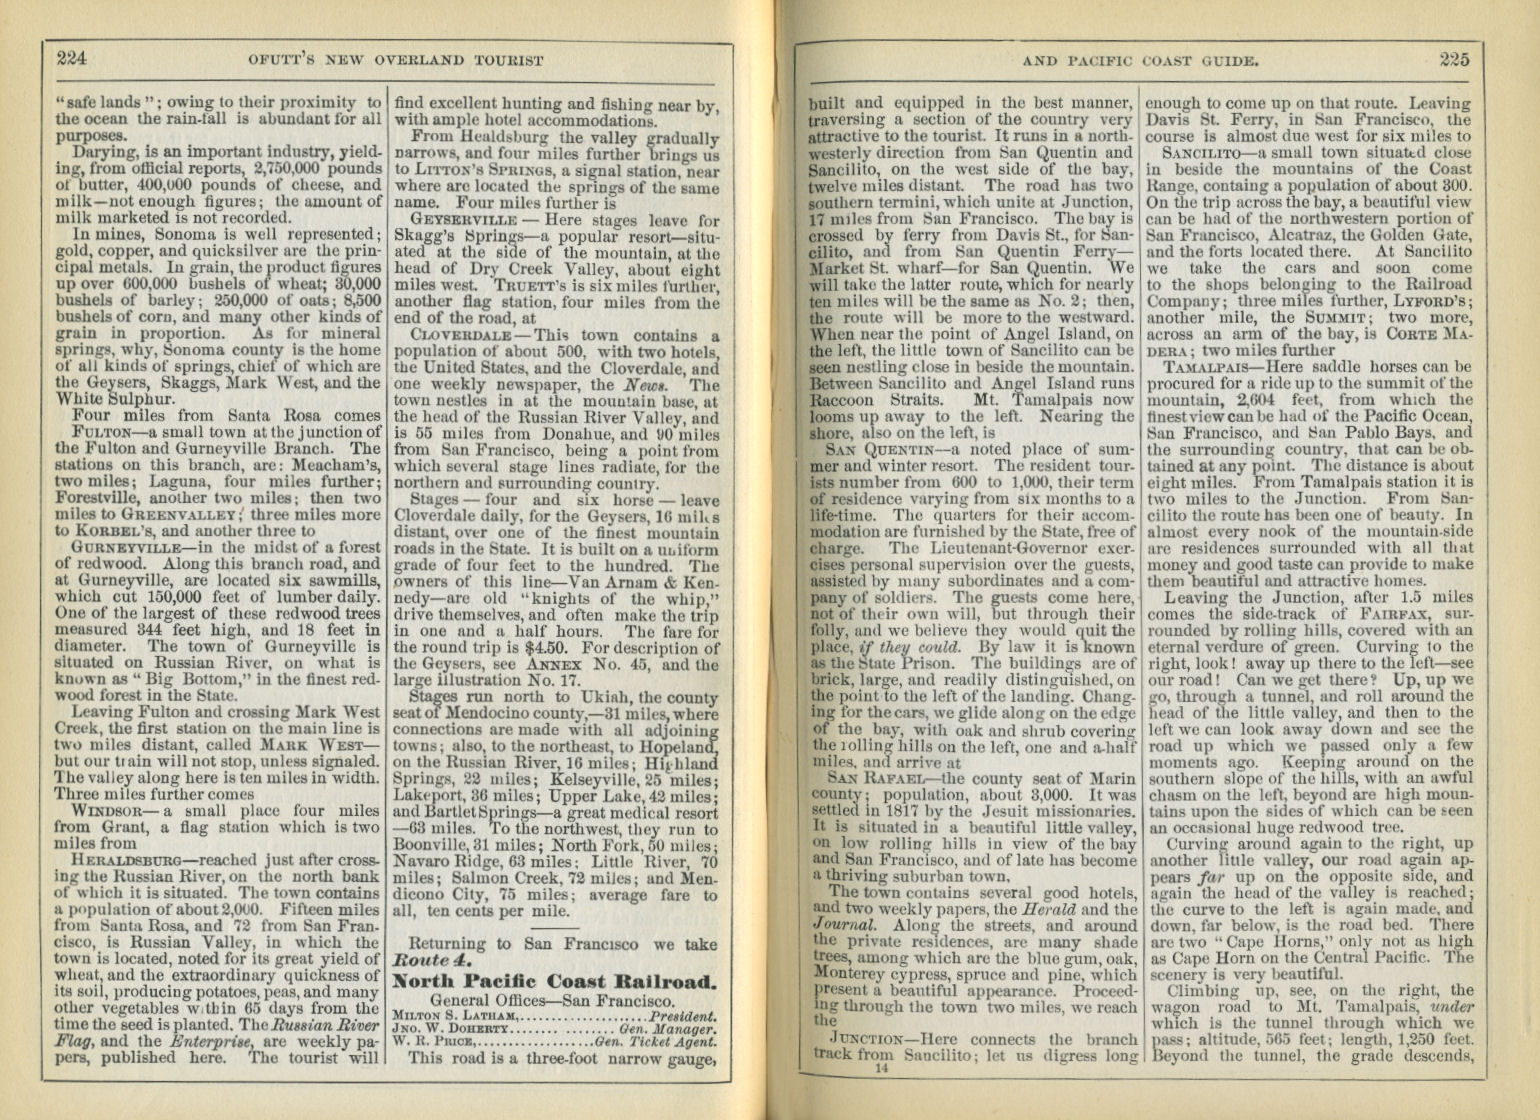 224
OFUTT'S NEW OVERLAND TOURIST
"safe lands"; owing to their proximity to
the ocean the rain-fall is abundant for all
purposes.
Darying, is an important industry, yield-
ing, from official reports, 2,750,000 pounds
of butter, 400,000 pounds of cheese, and
milk—not enough figures; the amount of
milk marketed is not recorded.
In mines, Sonoma is well represented;
gold, copper, and quicksilver are the prin-
cipal metals. In grain, the product figures
up over 600,000 bushels of wheat; 30,000
bushels of barley; 250,000 of oats; 8,500
bushels of corn, and many other kinds of
grain in proportion. As for mineral
springs, why, Sonoma county is the home
of all kinds of springs, chief of which are
the Geysers, Skaggs, Mark West, and the
White Sulphur.
Four miles from Santa Rosa comes
FULTON—a small town at the junction of
the Fulton and Gurneyville Branch. The
stations on this branch, are: Meacham's,
two miles; Laguna, four miles further;
Forestville, another two miles; then two
miles to GREENVALLEY; three miles more
to KORBEL'S, and another three to
GURNEYVILLE—in the midst of a forest
of redwood. Along this branch road, and
at Gurneyville, are located six sawmills,
which cut 150,000 feet of lumber daily.
One of the largest of these redwood trees
measured 344 feet high, and 18 feet in
diameter. The town of Gurneyville is
situated on Russian River, on what is
known as "Big Bottom," in the finest red-
wood forest in the State.
Leaving Fulton and crossing Mark West
Creek, the first station on the main line is
two miles distant, called MARK WEST—
but our train will not stop, unless signaled.
The valley along here is ten miles in width.
Three miles further comes
WINDSOR—a small place four miles
from Grant, a flag station which is two
miles from
HERALDSBURG—reached just after cross-
ing the Russian River, on the north bank
of which it is situated. The town contains
a population of about 2,000. Fifteen miles
from Santa Rosa, and 72 from San Fran-
cisco, is Russian Valley, in which the
town is located, noted for its great yield of
wheat, and the extraordinary quickness of
its soil, producing potatoes, peas, and many
other vegetables within 65 days from the
time the seed is planted. The Russian River
Flag, and the Enterprise, are weekly pa-
pers, published here. The tourist will
find excellent hunting and fishing near by,
with ample hotel accommodations.
From Healdsburg the valley gradually
narrows, and four miles further brings us
to LITTON'S SPRINGS, a signal station, near
where are located the springs of the same
name. Four miles further is
GEYSERVILLE — Here stages leave for
Skagg's Springs—a popular resort—situ-
ated at the side of the mountain, at the
head of Dry Creek Valley, about eight
miles west. TRUETT'S is six miles further,
another flag station, four miles from the
end of the road, at
CLOVERDALE—This town contains a
population of about 500, with two hotels,
the United States, and the Cloverdale, and
one weekly newspaper, the News. The
town nestles in at the mountain base, at
the head of the Russian River Valley, and
is 55 miles from Donahue, and 90 miles
from San Francisco, being a point from
which several stage lines radiate, for the
northern and surrounding country.
Stages — four and six horse — leave
Cloverdale daily, for the Geysers, 16 miles
distant, over one of the finest mountain
roads in the State. It is built on a uniform
grade of four feet to the hundred. The
owners of this line—Van Arnam & Ken-
nedy—are old "knights of the whip,"
drive themselves, and often make the trip
in one and a half hours. The fare for
the round trip is $4.50. For description of
the Geysers, see ANNEX No. 45, and the
large illustration No. 17.
Stages run north to Ukiah, the county
seat of Mendocino county,—31 miles, where
connections are made with all adjoining
towns; also, to the northeast, to Hopeland,
on the Russian River, 16 miles; Highland
Springs, 22 miles; Kelseyville, 25 miles;
Lakeport, 36 miles; Upper Lake, 42 miles;
and Bartlet Springs—a great medical resort
—63 miles. To the northwest, they run to
Boonville, 31 miles; North Fork, 50 miles;
Navaro Ridge, 63 miles; Little River, 70
miles; Salmon Creek, 72 miles; and Men-
dicono City, 75 miles; average fare to
all, ten cents per mile.
Returning to San Francisco we take
Route 4.
North Pacific Coast Railroad.
General Offices—San Francisco.
MILTON S. LATHAM,......................President.
JNO. W. DOHERTY........ ......... Gen. Manager.
W. R. PRICE,...................Gen. Ticket Agent.
This road is a three-foot narrow gauge,
AND PACIFIC COAST GUIDE.
225
built and equipped in the best manner,
traversing a section of the country very
attractive to the tourist. It runs in a north-
westerly direction from San Quentin and
Sancilito, on the west side of the bay,
twelve miles distant. The road has two
southern termini, which unite at Junction,
17 miles from San Francisco. The bay is
crossed by ferry from Davis St., for San-
cilito, and from San Quentin Ferry—
Market St. wharf—for San Quentin. We
will take the latter route, which for nearly
ten miles will be the same as No. 2; then,
the route will be more to the westward.
When near the point of Angel Island, on
the left, the little town of Sancilito can be
seen nestling close in beside the mountain.
Between Sancilito and Angel Island runs
Raccoon Straits. Mt. Tamalpais now
looms up away to the left. Nearing the
shore, also on the left, is
SAN QUENTIN—a noted place of sum-
mer and winter resort. The resident tour-
ists number from 600 to 1,000, their term
of residence varying from six months to a
life-time. The quarters for their accom-
modation are furnished by the State, free of
charge. The Lieutenant-Governor exer-
cises personal supervision over the guests,
assisted by many subordinates and a com-
pany of soldiers. The guests come here,
not of their own will, but through their
folly, and we believe they would quit the
place, if they could. By law it is known
as the State Prison. The buildings are of
brick, large, and readily distinguished, on
the point to the left of the landing. Chang-
ing for the cars, we glide along on the edge
of the bay, with oak and shrub covering
the rolling hills on the left, one and a-half
miles, and arrive at
SAN RAFAEL—the county seat of Marin
county; population, about 3,000. It was
settled in 1817 by the Jesuit missionaries.
It is situated in a beautiful little valley,
on low rolling hills in view of the bay
and San Francisco, and of late has become
a thriving suburban town.
The town contains several good hotels,
and two weekly papers, the Herald and the
Journal. Along the streets, and around
the private residences, are many shade
trees, among which are the blue gum, oak,
Monterey cypress, spruce and pine, which
present a beautiful appearance. Proceed-
ing through the town two miles, we reach
the
JUNCTION—Here connects the branch
track from Saucilito; let us digress long
14
enough to come up on that route. Leaving
Davis St. Ferry, in San Francisco, the
course is almost due west for six miles to
SANCILITO—a small town situated close
in beside the mountains of the Coast
Range, containg a population of about 300.
On the trip across the bay, a beautiful view
can be had of the northwestern portion of
San Francisco, Alcatraz, the Golden Gate,
and the forts located there. At Sancilito
we take the cars and soon come
to the shops belonging to the Railroad
Company; three miles further, LYFORD'S;
another mile, the SUMMIT; two more,
across an arm of the bay, is CORTE MA-
DERA; two miles further
TAMALPAIS—Here saddle horses can be
procured for a ride up to the summit of the
mountain, 2,604 feet, from which the
finest view can be had of the Pacific Ocean,
San Francisco, and San Pablo Bays, and
the surrounding country, that can be ob-
tained at any point. The distance is about
eight miles. From Tamalpais station it is
two miles to the Junction. From San-
cilito the route has been one of beauty. In
almost every nook of the mountain-side
are residences surrounded with all that
money and good taste can provide to make
them beautiful and attractive homes.
Leaving the Junction, after 1.5 miles
comes the side-track of FAIRFAX, sur-
rounded by rolling hills, covered with an
eternal verdure of green. Curving to the
right, look! away up there to the left—see
our road! Can we get there? Up, up we
go, through a tunnel, and roll around the
head of the little valley, and then to the
left we can look away down and see the
road up which we passed only a few
moments ago. Keeping around on the
southern slope of the hills, with an awful
chasm on the left, beyond are high moun-
tains upon the sides of which can be seen
an occasional huge redwood tree.
Curving around again to the right, up
another little valley, our road again ap-
pears far up on the opposite side, and
again the head of the valley is reached;
the curve to the left is again made, and
down, far below, is the road bed. There
are two "Cape Horns," only not as high
as Cape Horn on the Central Pacific. The
scenery is very beautiful.
Climbing up, see, on the right, the
wagon road to Mt. Tamalpais, under
which is the tunnel through which we
pass; altitude, 565 feet; length, 1,250 feet.
Beyond the tunnel, the grade descends,